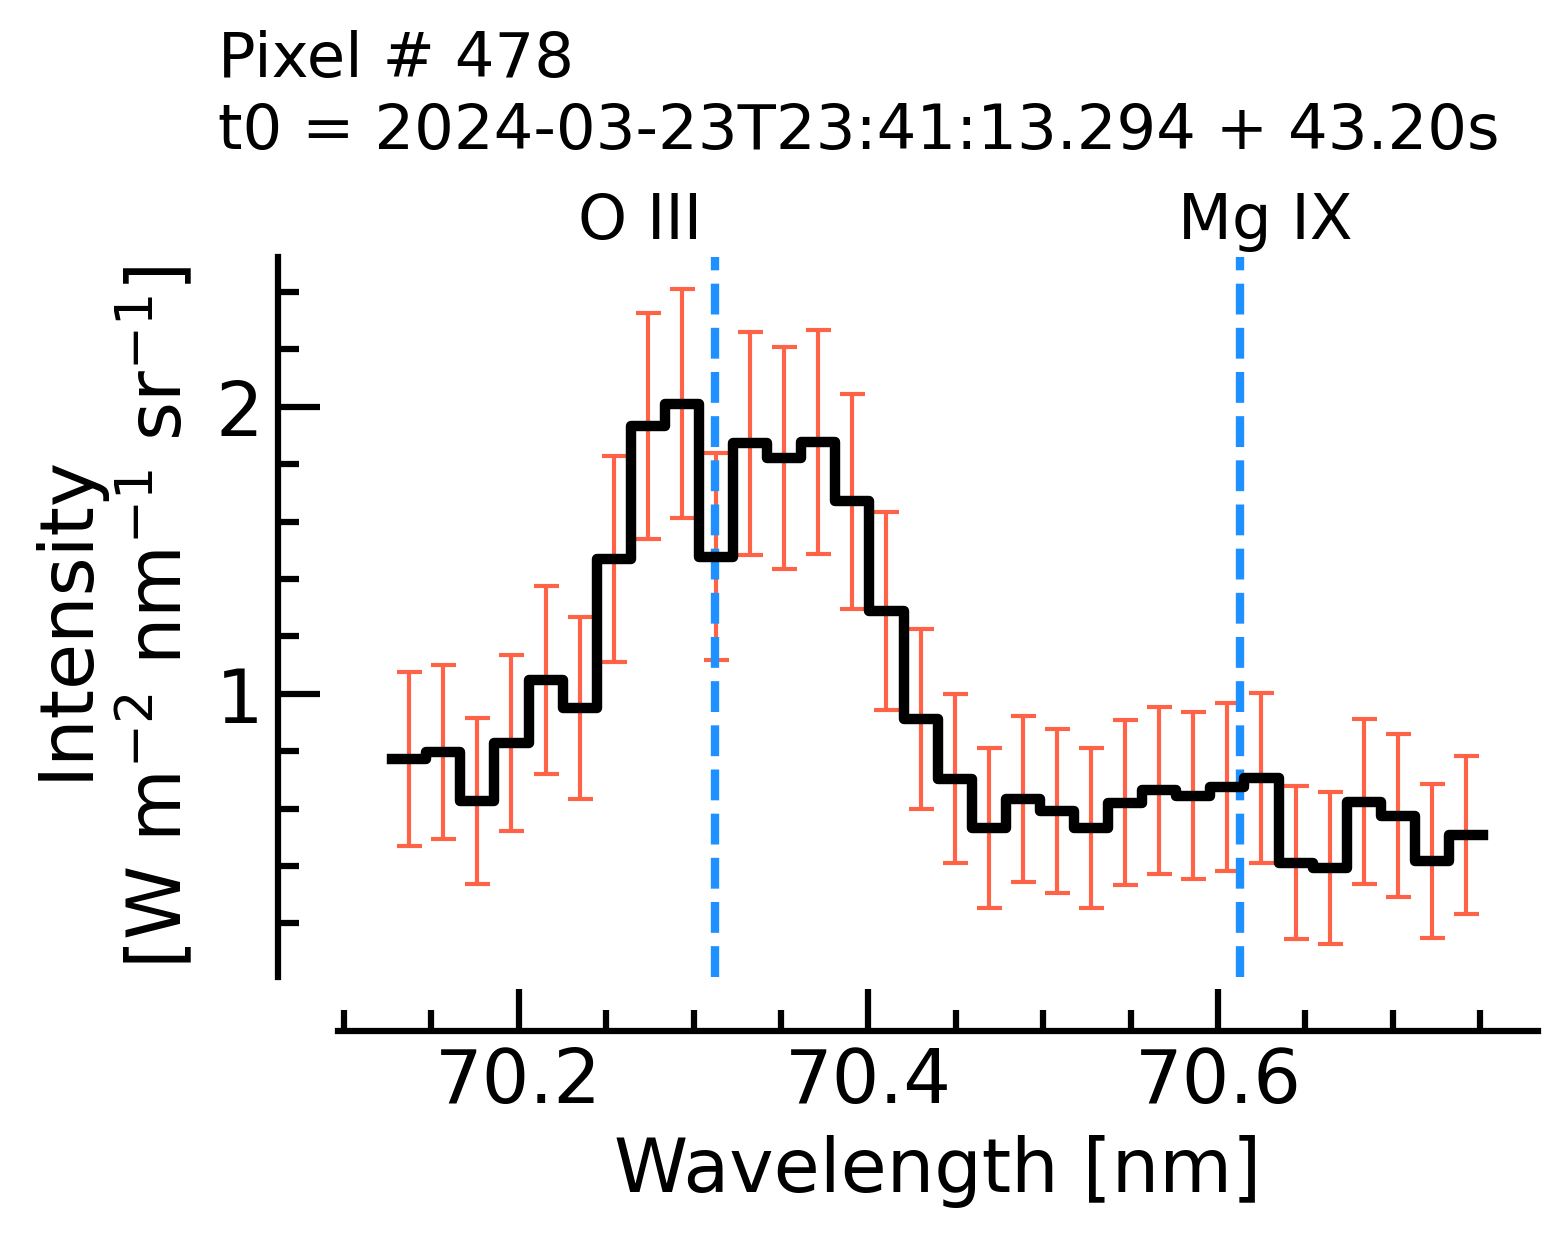 Pixel # 478
t0 = 2024-03-23T23:41:13.294 + 43.20s
O III Mg IX
Intensity
[W m⁻² nm⁻¹ sr⁻¹]
2
1
70.2 70.4 70.6
Wavelength [nm]